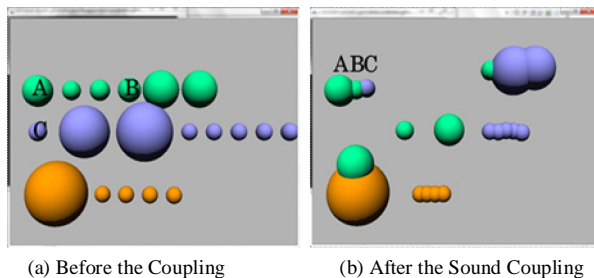 A
B
C
ABC
(a) Before the Coupling
(b) After the Sound Coupling